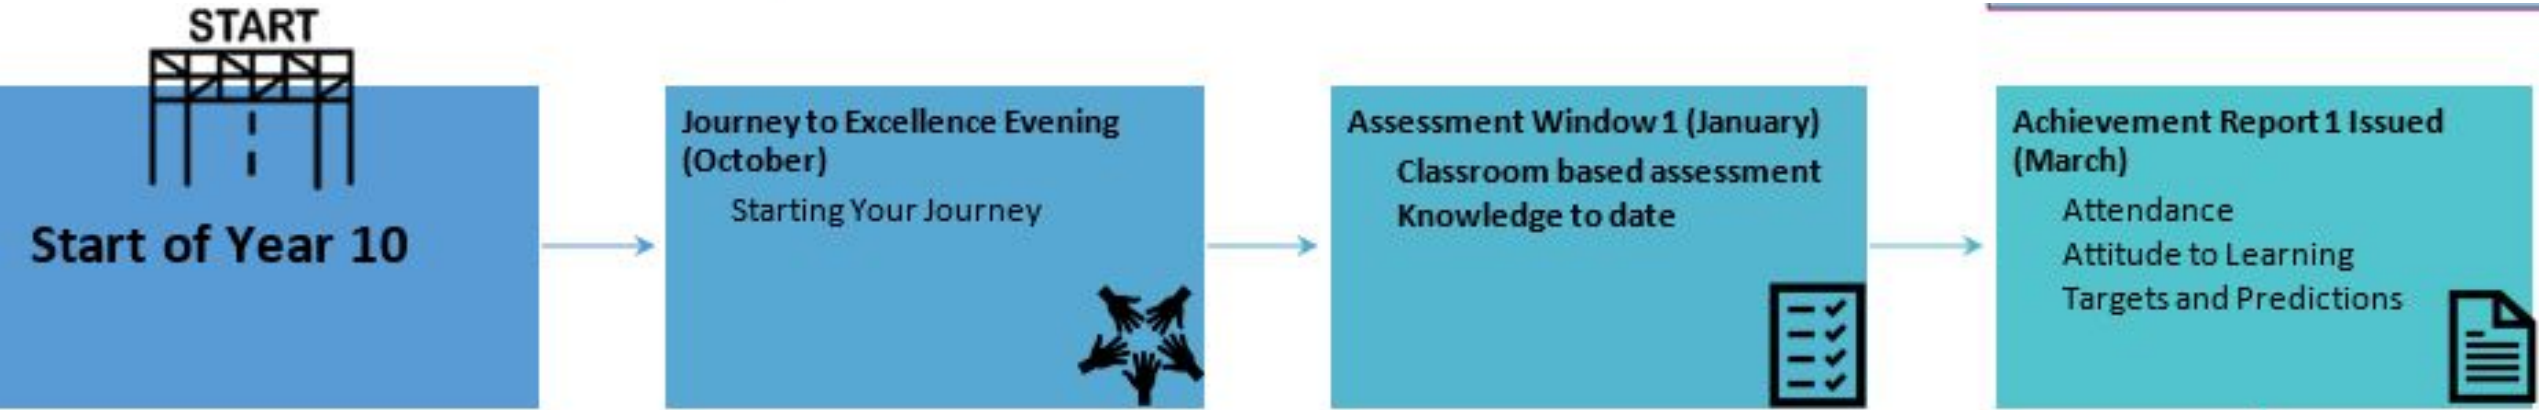 START
Start of Year 10
Journey to Excellence Evening
(October)
Starting Your Journey
Assessment Window 1 (January)
Classroom based assessment
Knowledge to date
Achievement Report 1 Issued
(March)
Attendance
Attitude to Learning
Targets and Predictions